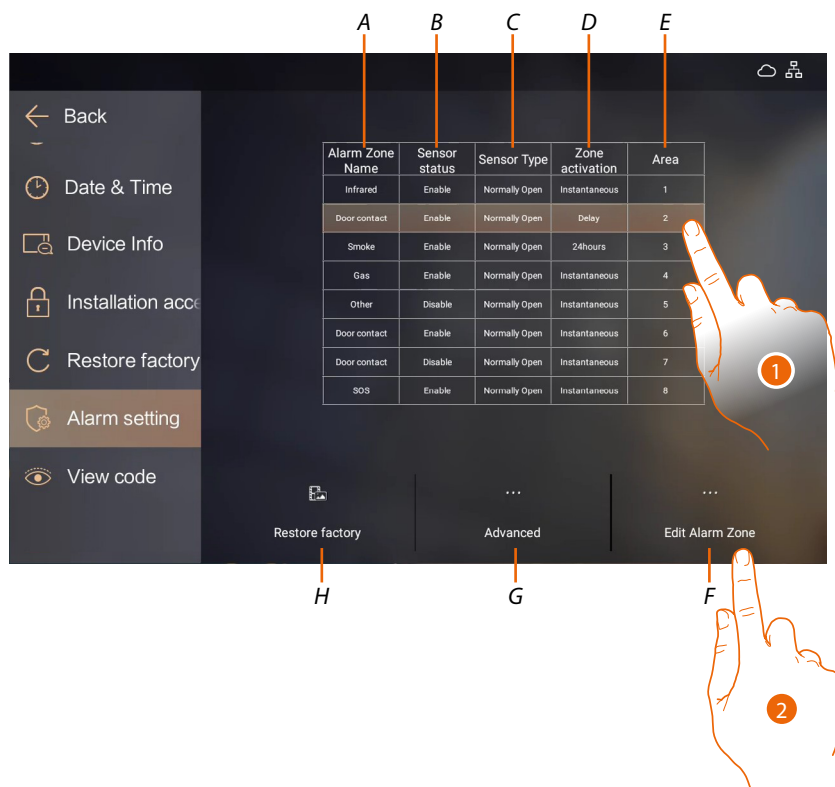 A B C D E
Back
Alarm Zone Name Sensor status Sensor Type Zone activation Area
Infrared Enable Normally Open Instantaneous 1
Date & Time
Door contact Enable Normally Open Delay 2
Device Info
Smoke Enable Normally Open 24hours 3
Gas Enable Normally Open Instantaneous 4
Installation acce
Other Disable Normally Open Instantaneous 5
Door contact Enable Normally Open Instantaneous 6
Restore factory
Door contact Disable Normally Open Instantaneous 7
1
SOS Enable Normally Open Instantaneous 8
Alarm setting
View code
Restore factory Advanced Edit Alarm Zone
H G F
2